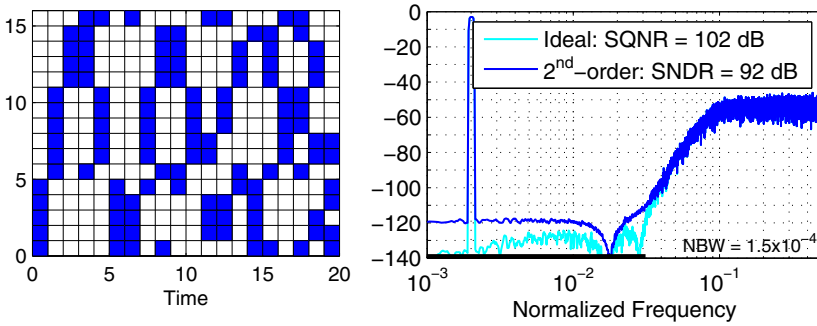 15
10
5
0
0 5 10 15 20
Time
0
−20
−40
−60
−80
−100
−120
−140
Ideal: SQNR = 102 dB
2nd−order: SNDR = 92 dB
NBW = 1.5x10−4
10−3 10−2 10−1
Normalized Frequency